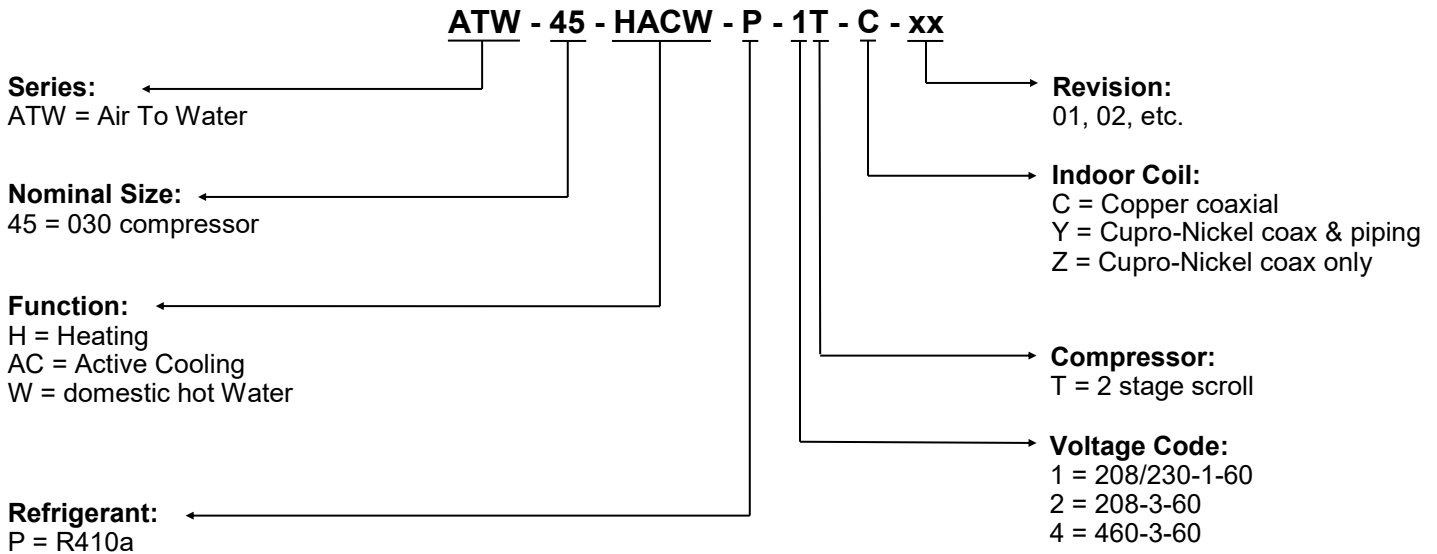 ATW - 45 - HACW - P - 1T - C - xx
Series:
ATW = Air To Water
Nominal Size:
45 = 030 compressor
Function:
H = Heating
AC = Active Cooling
W = domestic hot Water
Refrigerant:
P = R410a
Revision:
01, 02, etc.
Indoor Coil:
C = Copper coaxial
Y = Cupro-Nickel coax & piping
Z = Cupro-Nickel coax only
Compressor:
T = 2 stage scroll
Voltage Code:
1 = 208/230-1-60
2 = 208-3-60
4 = 460-3-60